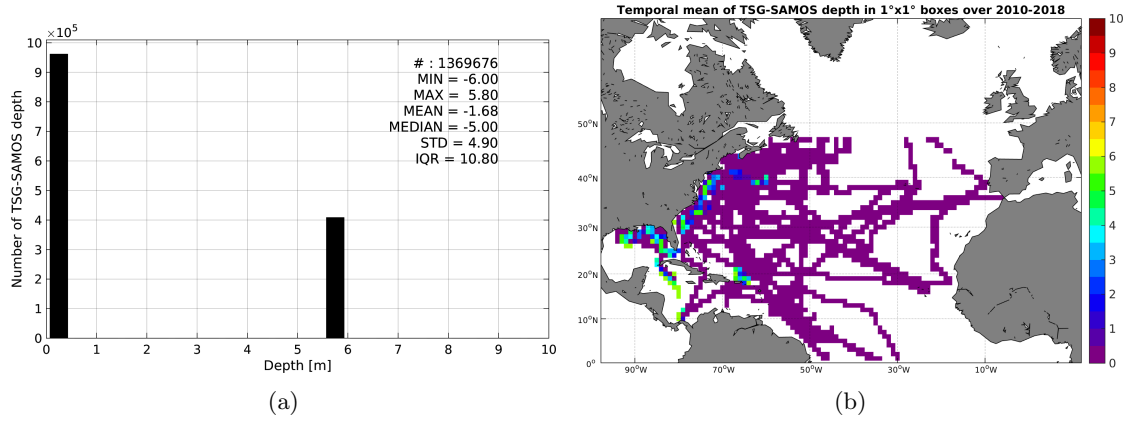 ×10⁵
10
9
8
7
6
5
4
3
2
1
0
Number of TSG-SAMOS depth
# : 1369676
MIN = -6.00
MAX = 5.80
MEAN = -1.68
MEDIAN = -5.00
STD = 4.90
IQR = 10.80
0 1 2 3 4 5 6 7 8 9 10
Depth [m]
(a)
Temporal mean of TSG-SAMOS depth in 1°x1° boxes over 2010-2018
50°N
40°N
30°N
20°N
10°N
0°
90°W 70°W 50°W 30°W 10°W
10
9
8
7
6
5
4
3
2
1
0
(b)